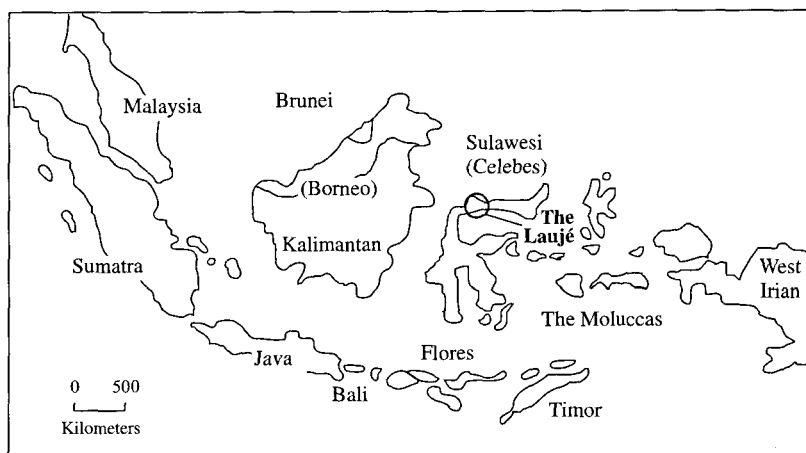 Malaysia
Brunei
Sulawesi
(Celebes)
(Borneo)
The
Laujé
Kalimantan
Sumatra
West
Irian
The Moluccas
Java
Flores
Bali
Timor
0 500
Kilometers